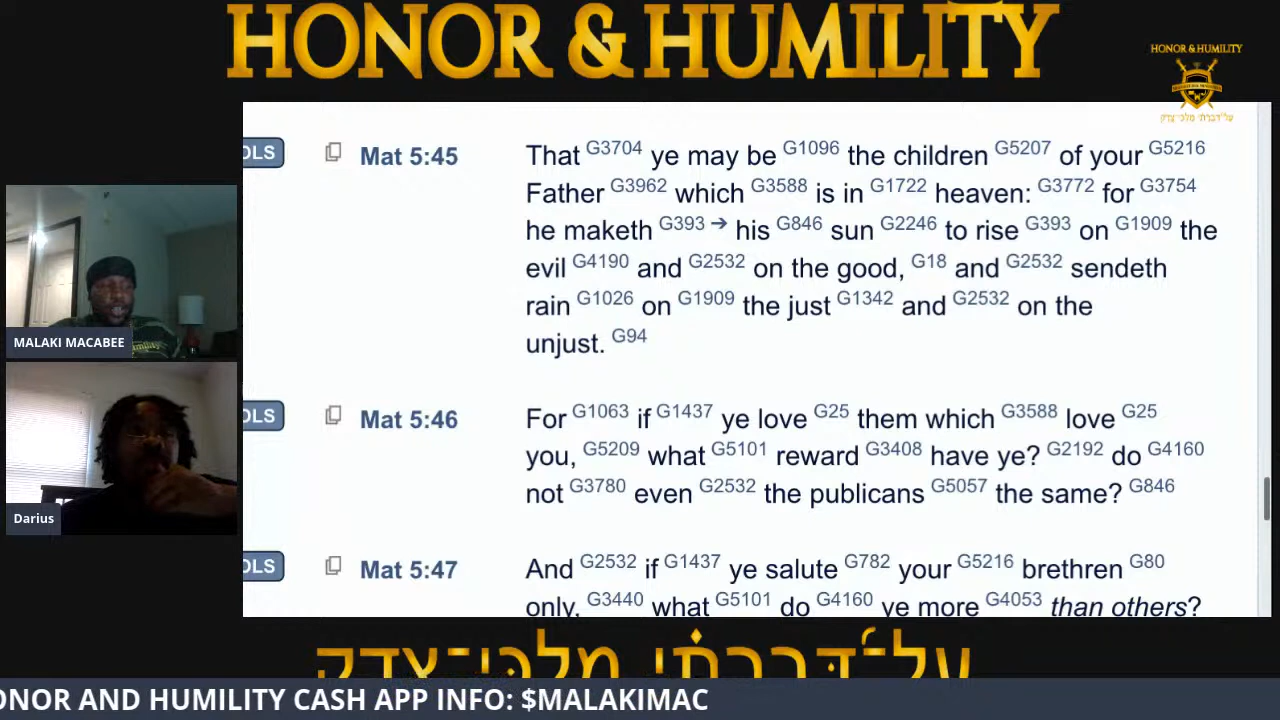 HONOR & HUMILITY
HONOR & HUMILITY
על־דברתי מלכי־צדק
OLS
Mat 5:45
That G3704 ye may be G1096 the children G5207 of your G5216
Father G3962 which G3588 is in G1722 heaven: G3772 for G3754
he maketh G393 → his G846 sun G2246 to rise G393 on G1909 the
evil G4190 and G2532 on the good, G18 and G2532 sendeth
rain G1026 on G1909 the just G1342 and G2532 on the
unjust. G94
OLS
Mat 5:46
For G1063 if G1437 ye love G25 them which G3588 love G25
you, G5209 what G5101 reward G3408 have ye? G2192 do G4160
not G3780 even G2532 the publicans G5057 the same? G846
OLS
Mat 5:47
And G2532 if G1437 ye salute G782 your G5216 brethren G80
only, G3440 what G5101 do G4160 ye more G4053 than others?
MALAKI MACABEE
Darius
עַל־דִּבְרָתִ֗י מַלְכִּי־צֶדֶק
ONOR AND HUMILITY CASH APP INFO: $MALAKIMAC